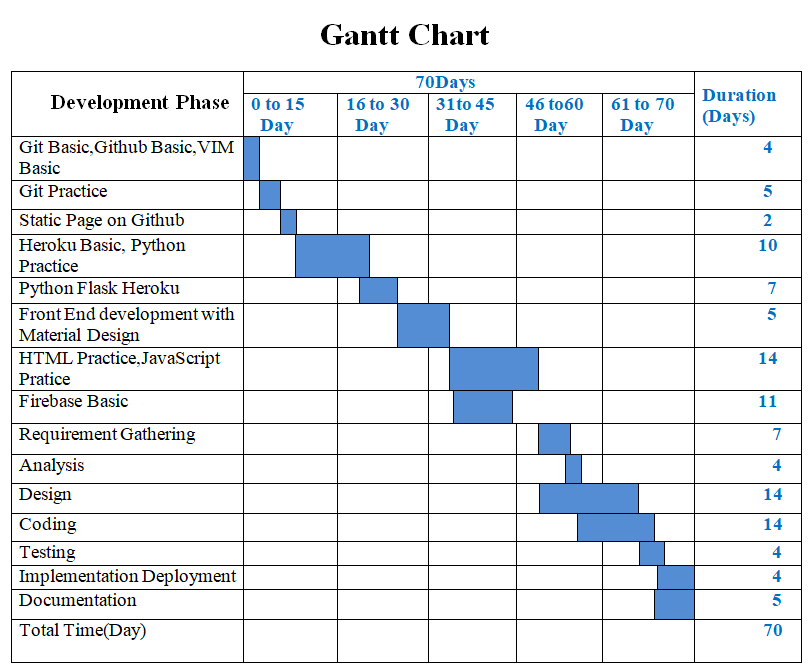 Gantt Chart
Development Phase
70Days
0 to 15
Day
16 to 30
Day
31to 45
Day
46 to60
Day
61 to 70
Day
Duration
(Days)
Git Basic,Github Basic,VIM
Basic
4
Git Practice
5
Static Page on Github
2
Heroku Basic, Python
Practice
10
Python Flask Heroku
7
Front End development with
Material Design
5
HTML Practice,JavaScript
Pratice
14
Firebase Basic
11
Requirement Gathering
7
Analysis
4
Design
14
Coding
14
Testing
4
Implementation Deployment
4
Documentation
5
Total Time(Day)
70